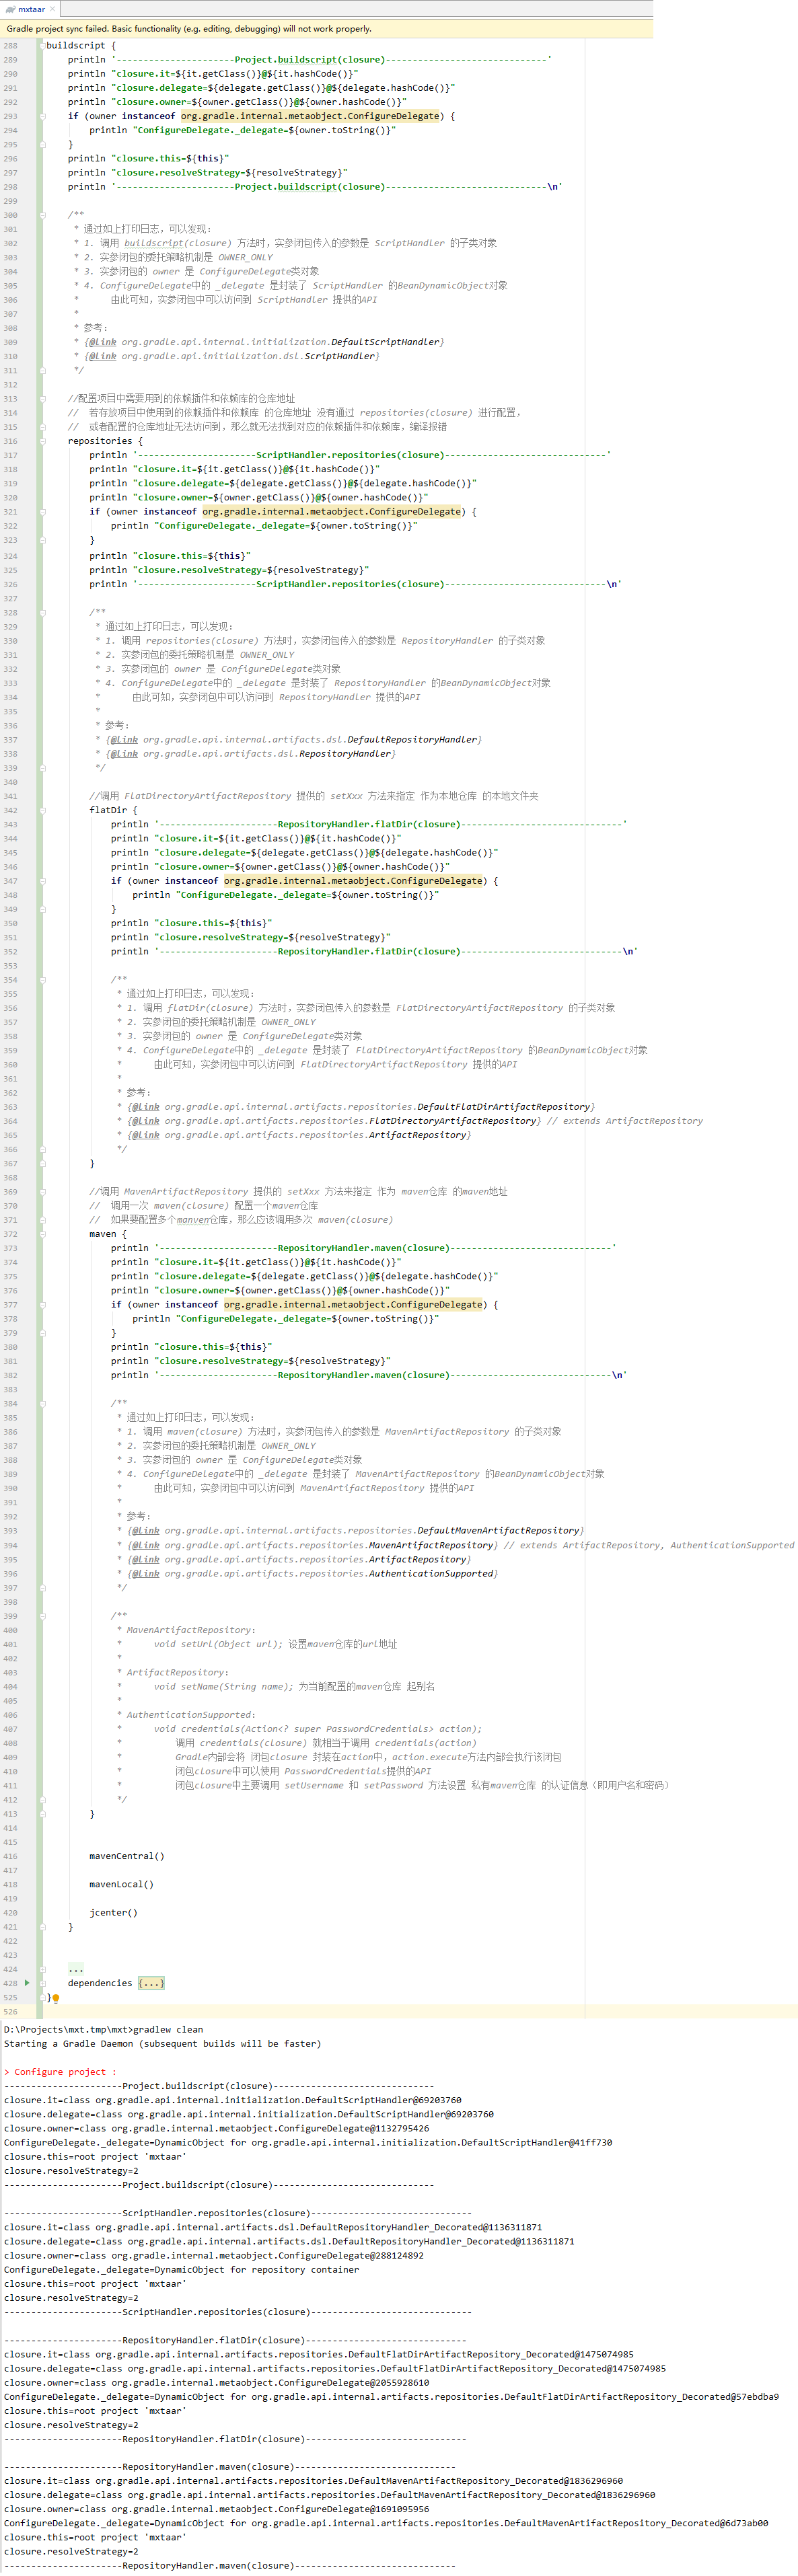 mxtaar
Gradle project sync failed. Basic functionality (e.g. editing, debugging) will not work properly.
288 buildscript {
289 println '----------------------Project.buildscript(closure)------------------------------'
290 println "closure.it=${it.getClass()}@${it.hashCode()}"
291 println "closure.delegate=${delegate.getClass()}@${delegate.hashCode}"
292 println "closure.owner=${owner.getClass()}@${owner.hashCode()}"
293 if (owner instanceof org.gradle.internal.metaobject.ConfigureDelegate) {
294 println "ConfigureDelegate._delegate=${owner.toString()}"
295 }
296 println "closure.this=${this}"
297 println "closure.resolveStrategy=${resolveStrategy}"
298 println '----------------------Project.buildscript(closure)------------------------------\n'
299
300 /**
301 * 通过如上打印日志，可以发现:
302 * 1. 调用 buildscript(closure) 方法时，实参闭包传入的参数是 ScriptHandler 的子类对象
303 * 2. 实参闭包的委托策略机制是 OWNER_ONLY
304 * 3. 实参闭包的 owner 是 ConfigureDelegate类对象
305 * 4. ConfigureDelegate中的 _delegate 是封装了 ScriptHandler 的BeanDynamicObject对象
306 * 由此可知，实参闭包中可以访问到 ScriptHandler 提供的API
307 *
308 * 参考:
309 * {@link org.gradle.api.internal.initialization.DefaultScriptHandler}
310 * {@link org.gradle.api.initialization.dsl.ScriptHandler}
311 */
312
313 //配置项目中需要用到的依赖插件和依赖库的仓库地址
314 // 若存放项目中使用到的依赖插件和依赖库 的仓库地址 没有通过 repositories(closure) 进行配置，
315 // 或者配置的仓库地址无法访问到，那么就无法找到对应的依赖插件和依赖库，编译报错
316 repositories {
317 println '----------------------ScriptHandler.repositories(closure)------------------------------'
318 println "closure.it=${it.getClass()}@${it.hashCode()}"
319 println "closure.delegate=${delegate.getClass()}@${delegate.hashCode()}"
320 println "closure.owner=${owner.getClass()}@${owner.hashCode()}"
321 if (owner instanceof org.gradle.internal.metaobject.ConfigureDelegate) {
322 println "ConfigureDelegate._delegate=${owner.toString()}"
323 }
324 println "closure.this=${this}"
325 println "closure.resolveStrategy=${resolveStrategy}"
326 println '----------------------ScriptHandler.repositories(closure)------------------------------\n'
327
328 /**
329 * 通过如上打印日志，可以发现:
330 * 1. 调用 repositories(closure) 方法时，实参闭包传入的参数是 RepositoryHandler 的子类对象
331 * 2. 实参闭包的委托策略机制是 OWNER_ONLY
332 * 3. 实参闭包的 owner 是 ConfigureDelegate类对象
333 * 4. ConfigureDelegate中的 _delegate 是封装了 RepositoryHandler 的BeanDynamicObject对象
334 * 由此可知，实参闭包中可以访问到 RepositoryHandler 提供的API
335 *
336 * 参考:
337 * {@link org.gradle.api.internal.artifacts.dsl.DefaultRepositoryHandler}
338 * {@link org.gradle.api.artifacts.dsl.RepositoryHandler}
339 */
340
341 //调用 FlatDirectoryArtifactRepository 提供的 setXxx 方法来指定 作为本地仓库 的本地文件夹
342 flatDir {
343 println '----------------------RepositoryHandler.flatDir(closure)------------------------------'
344 println "closure.it=${it.getClass()}@${it.hashCode()}"
345 println "closure.delegate=${delegate.getClass()}@${delegate.hashCode()}"
346 println "closure.owner=${owner.getClass()}@${owner.hashCode()}"
347 if (owner instanceof org.gradle.internal.metaobject.ConfigureDelegate) {
348 println "ConfigureDelegate._delegate=${owner.toString()}"
349 }
350 println "closure.this=${this}"
351 println "closure.resolveStrategy=${resolveStrategy}"
352 println '----------------------RepositoryHandler.flatDir(closure)------------------------------\n'
353
354 /**
355 * 通过如上打印日志，可以发现:
356 * 1. 调用 flatDir(closure) 方法时，实参闭包传入的参数是 FlatDirectoryArtifactRepository 的子类对象
357 * 2. 实参闭包的委托策略机制是 OWNER_ONLY
358 * 3. 实参闭包的 owner 是 ConfigureDelegate类对象
359 * 4. ConfigureDelegate中的 _delegate 是封装了 FlatDirectoryArtifactRepository 的BeanDynamicObject对象
360 * 由此可知，实参闭包中可以访问到 FlatDirectoryArtifactRepository 提供的API
361 *
362 * 参考:
363 * {@link org.gradle.api.internal.artifacts.repositories.DefaultFlatDirArtifactRepository}
364 * {@link org.gradle.api.artifacts.repositories.FlatDirectoryArtifactRepository} // extends ArtifactRepository
365 * {@link org.gradle.api.artifacts.repositories.ArtifactRepository}
366 */
367 }
368
369 //调用 MavenArtifactRepository 提供的 setXxx 方法来指定 作为 maven仓库 的maven地址
370 // 调用一次 maven(closure) 配置一个maven仓库
371 // 如果要配置多个manven仓库，那么应该调用多次 maven(closure)
372 maven {
373 println '----------------------RepositoryHandler.maven(closure)------------------------------'
374 println "closure.it=${it.getClass()}@${it.hashCode()}"
375 println "closure.delegate=${delegate.getClass()}@${delegate.hashCode()}"
376 println "closure.owner=${owner.getClass()}@${owner.hashCode()}"
377 if (owner instanceof org.gradle.internal.metaobject.ConfigureDelegate) {
378 println "ConfigureDelegate._delegate=${owner.toString()}"
379 }
380 println "closure.this=${this}"
381 println "closure.resolveStrategy=${resolveStrategy}"
382 println '----------------------RepositoryHandler.maven(closure)------------------------------\n'
383
384 /**
385 * 通过如上打印日志，可以发现:
386 * 1. 调用 maven(closure) 方法时，实参闭包传入的参数是 MavenArtifactRepository 的子类对象
387 * 2. 实参闭包的委托策略机制是 OWNER_ONLY
388 * 3. 实参闭包的 owner 是 ConfigureDelegate类对象
389 * 4. ConfigureDelegate中的 _delegate 是封装了 MavenArtifactRepository 的BeanDynamicObject对象
390 * 由此可知，实参闭包中可以访问到 MavenArtifactRepository 提供的API
391 *
392 * 参考:
393 * {@link org.gradle.api.internal.artifacts.repositories.DefaultMavenArtifactRepository}
394 * {@link org.gradle.api.artifacts.repositories.MavenArtifactRepository} // extends ArtifactRepository, AuthenticationSupported
395 * {@link org.gradle.api.artifacts.repositories.ArtifactRepository}
396 * {@link org.gradle.api.artifacts.repositories.AuthenticationSupported}
397 */
398
399 /**
400 * MavenArtifactRepository:
401 * void setUrl(Object url); 设置maven仓库的url地址
402 *
403 * ArtifactRepository:
404 * void setName(String name); 为当前配置的maven仓库 起别名
405 *
406 * AuthenticationSupported:
407 * void credentials(Action<? super PasswordCredentials> action);
408 * 调用 credentials(closure) 就相当于调用 credentials(action)
409 * Gradle内部会将 闭包closure 封装在action中，action.execute方法内部会执行该闭包
410 * 闭包closure中可以使用 PasswordCredentials提供的API
411 * 闭包closure中主要调用 setUsername 和 setPassword 方法设置 私有maven仓库 的认证信息（即用户名和密码）
412 */
413 }
414
415
416 mavenCentral()
417
418 mavenLocal()
419
420 jcenter()
421 }
422
423
424 ...
428 dependencies {...}
525 }
526
D:\Projects\mxt.tmp\mxt>gradlew clean
Starting a Gradle Daemon (subsequent builds will be faster)
> Configure project :
----------------------Project.buildscript(closure)------------------------------
closure.it=class org.gradle.api.internal.initialization.DefaultScriptHandler@69203760
closure.delegate=class org.gradle.api.internal.initialization.DefaultScriptHandler@69203760
closure.owner=class org.gradle.internal.metaobject.ConfigureDelegate@1132795426
ConfigureDelegate._delegate=DynamicObject for org.gradle.api.internal.initialization.DefaultScriptHandler@41ff730
closure.this=root project 'mxtaar'
closure.resolveStrategy=2
----------------------Project.buildscript(closure)------------------------------
----------------------ScriptHandler.repositories(closure)------------------------------
closure.it=class org.gradle.api.internal.artifacts.dsl.DefaultRepositoryHandler_Decorated@1136311871
closure.delegate=class org.gradle.api.internal.artifacts.dsl.DefaultRepositoryHandler_Decorated@1136311871
closure.owner=class org.gradle.internal.metaobject.ConfigureDelegate@288124892
ConfigureDelegate._delegate=DynamicObject for repository container
closure.this=root project 'mxtaar'
closure.resolveStrategy=2
----------------------ScriptHandler.repositories(closure)------------------------------
----------------------RepositoryHandler.flatDir(closure)------------------------------
closure.it=class org.gradle.api.internal.artifacts.repositories.DefaultFlatDirArtifactRepository_Decorated@1475074985
closure.delegate=class org.gradle.api.internal.artifacts.repositories.DefaultFlatDirArtifactRepository_Decorated@1475074985
closure.owner=class org.gradle.internal.metaobject.ConfigureDelegate@2055928610
ConfigureDelegate._delegate=DynamicObject for org.gradle.api.internal.artifacts.repositories.DefaultFlatDirArtifactRepository_Decorated@57ebdba9
closure.this=root project 'mxtaar'
closure.resolveStrategy=2
----------------------RepositoryHandler.flatDir(closure)------------------------------
----------------------RepositoryHandler.maven(closure)------------------------------
closure.it=class org.gradle.api.internal.artifacts.repositories.DefaultMavenArtifactRepository_Decorated@1836296960
closure.delegate=class org.gradle.api.internal.artifacts.repositories.DefaultMavenArtifactRepository_Decorated@1836296960
closure.owner=class org.gradle.internal.metaobject.ConfigureDelegate@1691095956
ConfigureDelegate._delegate=DynamicObject for org.gradle.api.internal.artifacts.repositories.DefaultMavenArtifactRepository_Decorated@6d73ab00
closure.this=root project 'mxtaar'
closure.resolveStrategy=2
----------------------RepositoryHandler.maven(closure)------------------------------